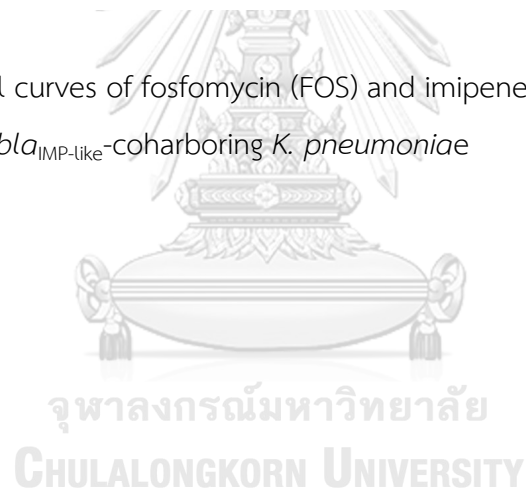 l curves of fosfomycin (FOS) and imipene
bla_IMP-like-coharboring K. pneumoniae
จุฬาลงกรณ์มหาวิทยาลัย
CHULALONGKORN UNIVERSITY